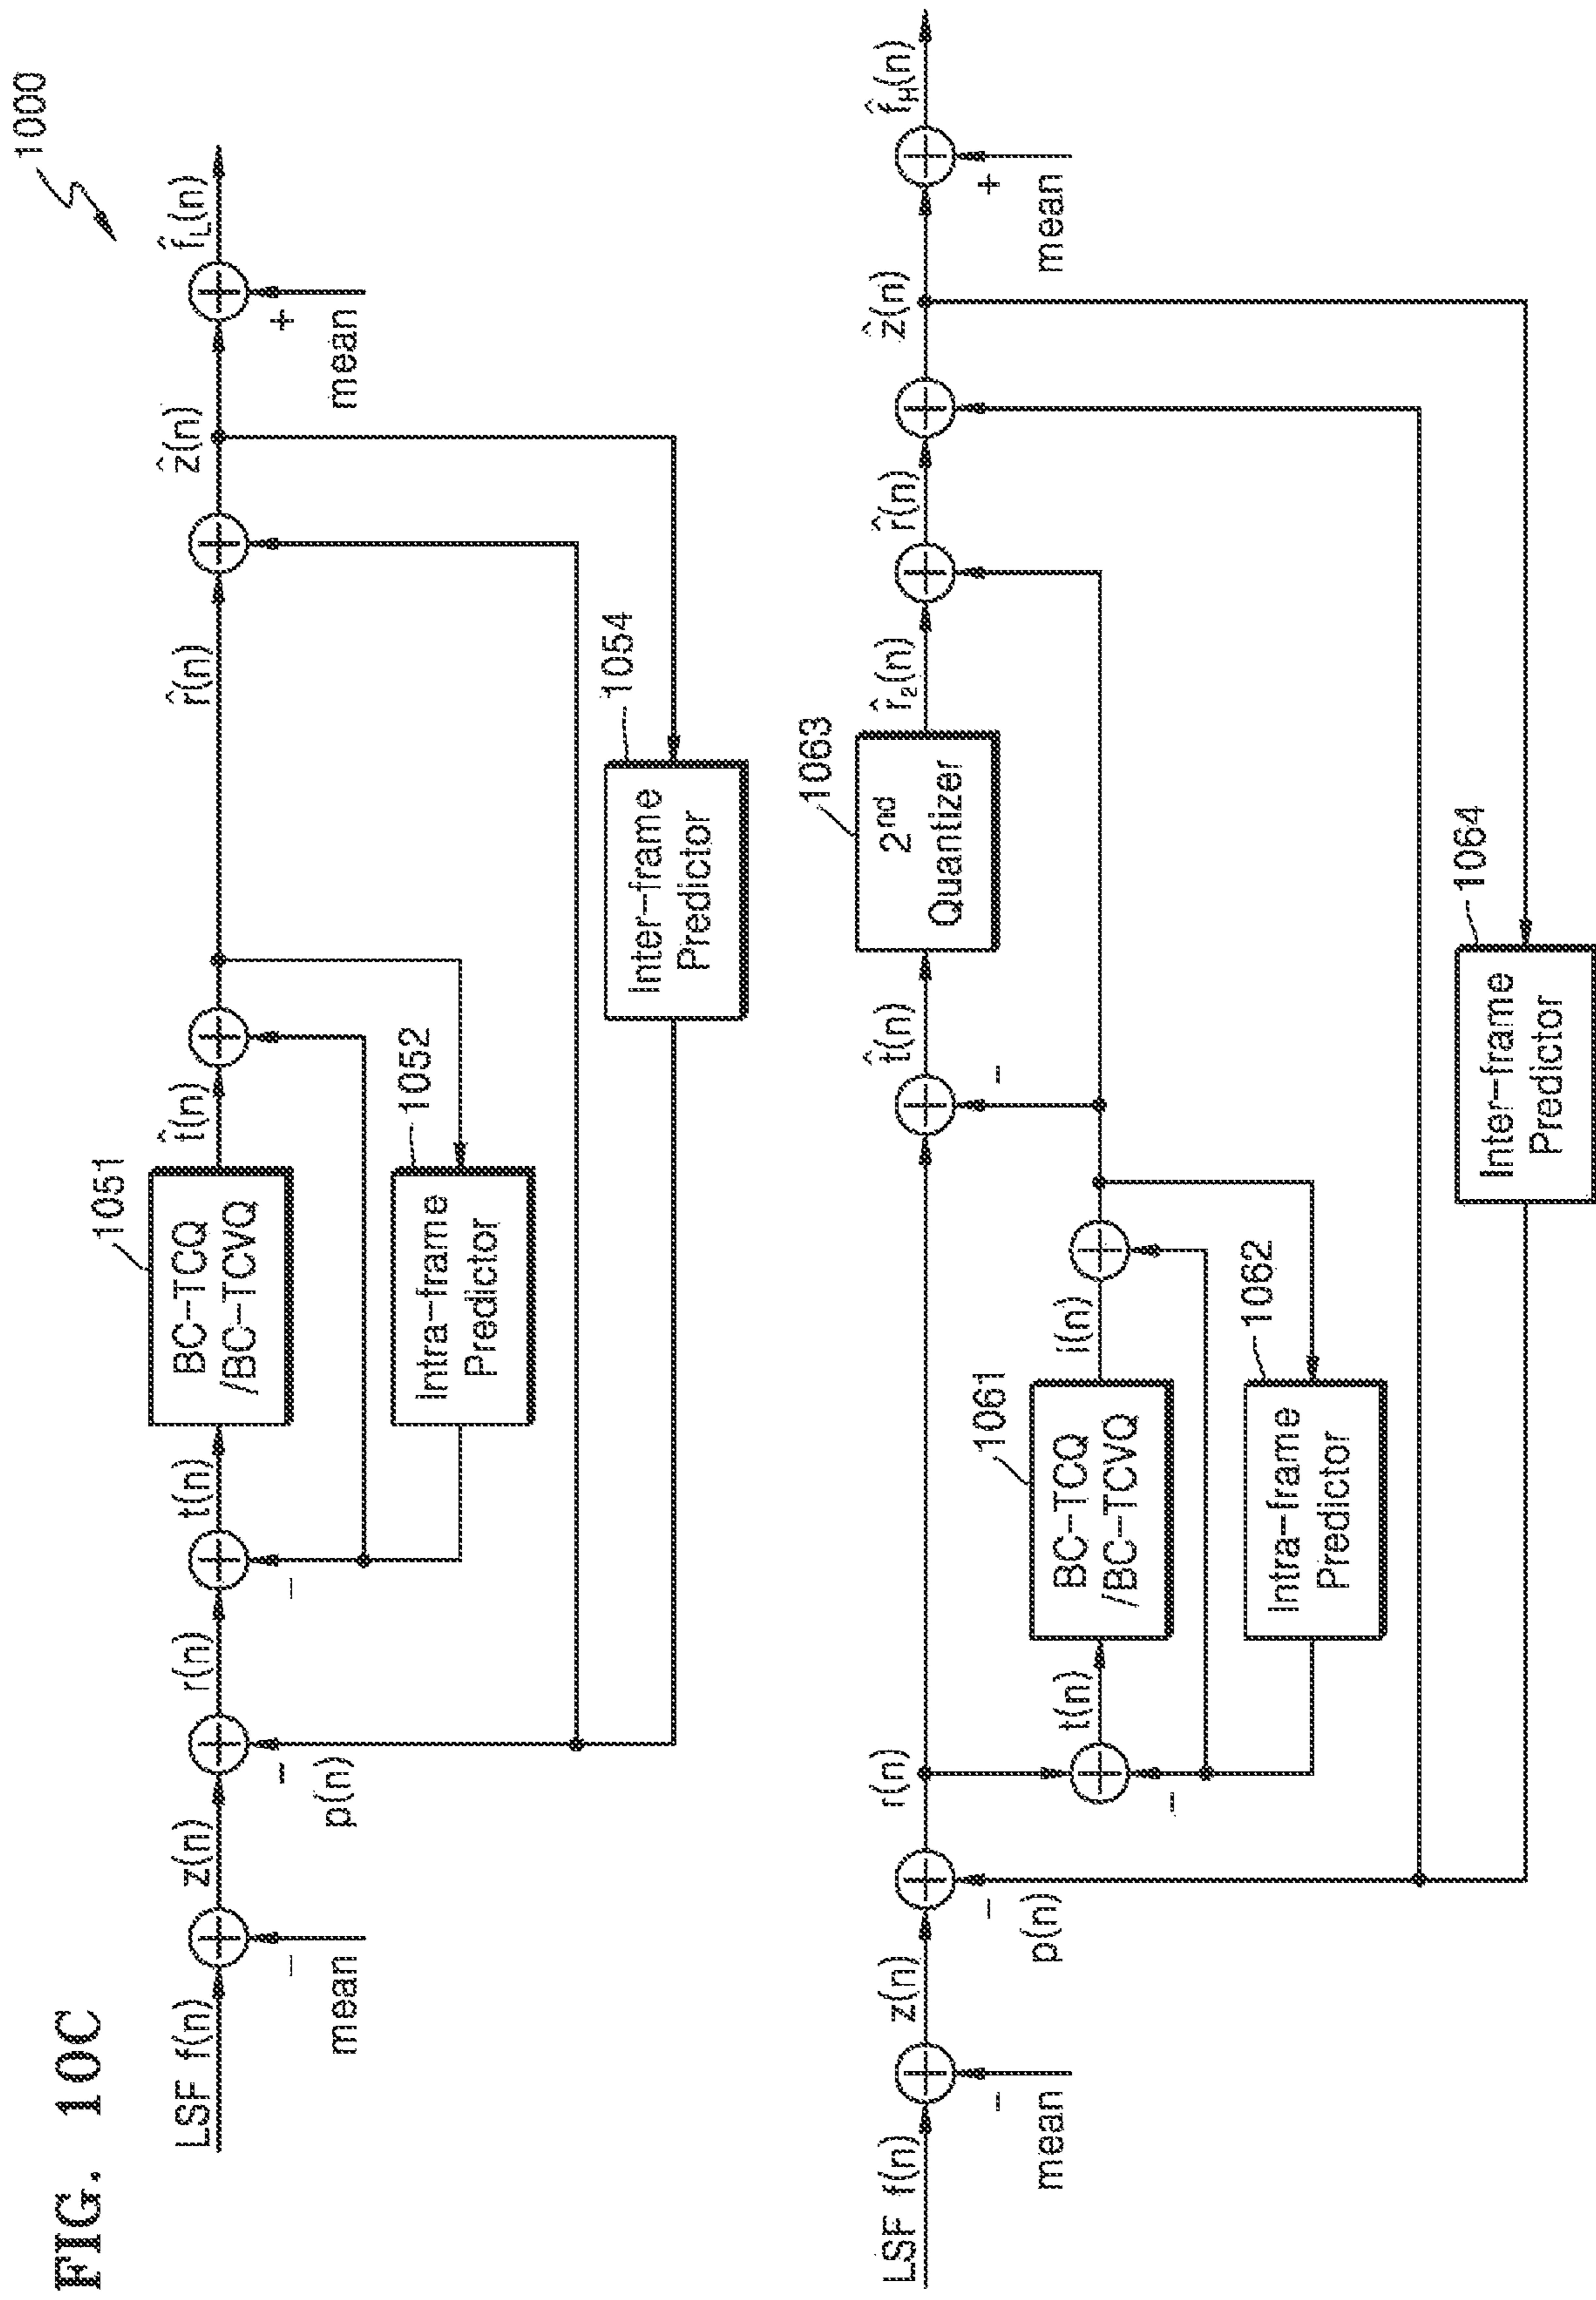 FIG. 10C
1000
LSF f(n)
mean
−
z(n)
−
p(n)
r(n)
−
t(n)
1051
BC-TCQ
/BC-TCVQ
t̂(n)
1052
Intra-frame
Predictor
r̂(n)
1054
Inter-frame
Predictor
ẑ(n)
+
mean
f̂L(n)
LSF f(n)
mean
−
z(n)
−
p(n)
r(n)
−
t(n)
1061
BC-TCQ
/BC-TCVQ
1062
Intra-frame
Predictor
−
t̂(n)
1063
2nd
Quantizer
r̂2(n)
r̂(n)
1064
Inter-frame
Predictor
ẑ(n)
+
mean
f̂H(n)